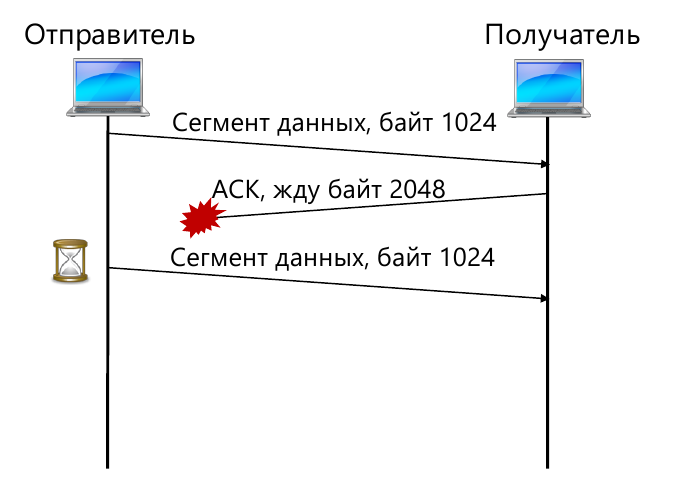 Отправитель
Получатель
Сегмент данных, байт 1024
АСК, жду байт 2048
Сегмент данных, байт 1024